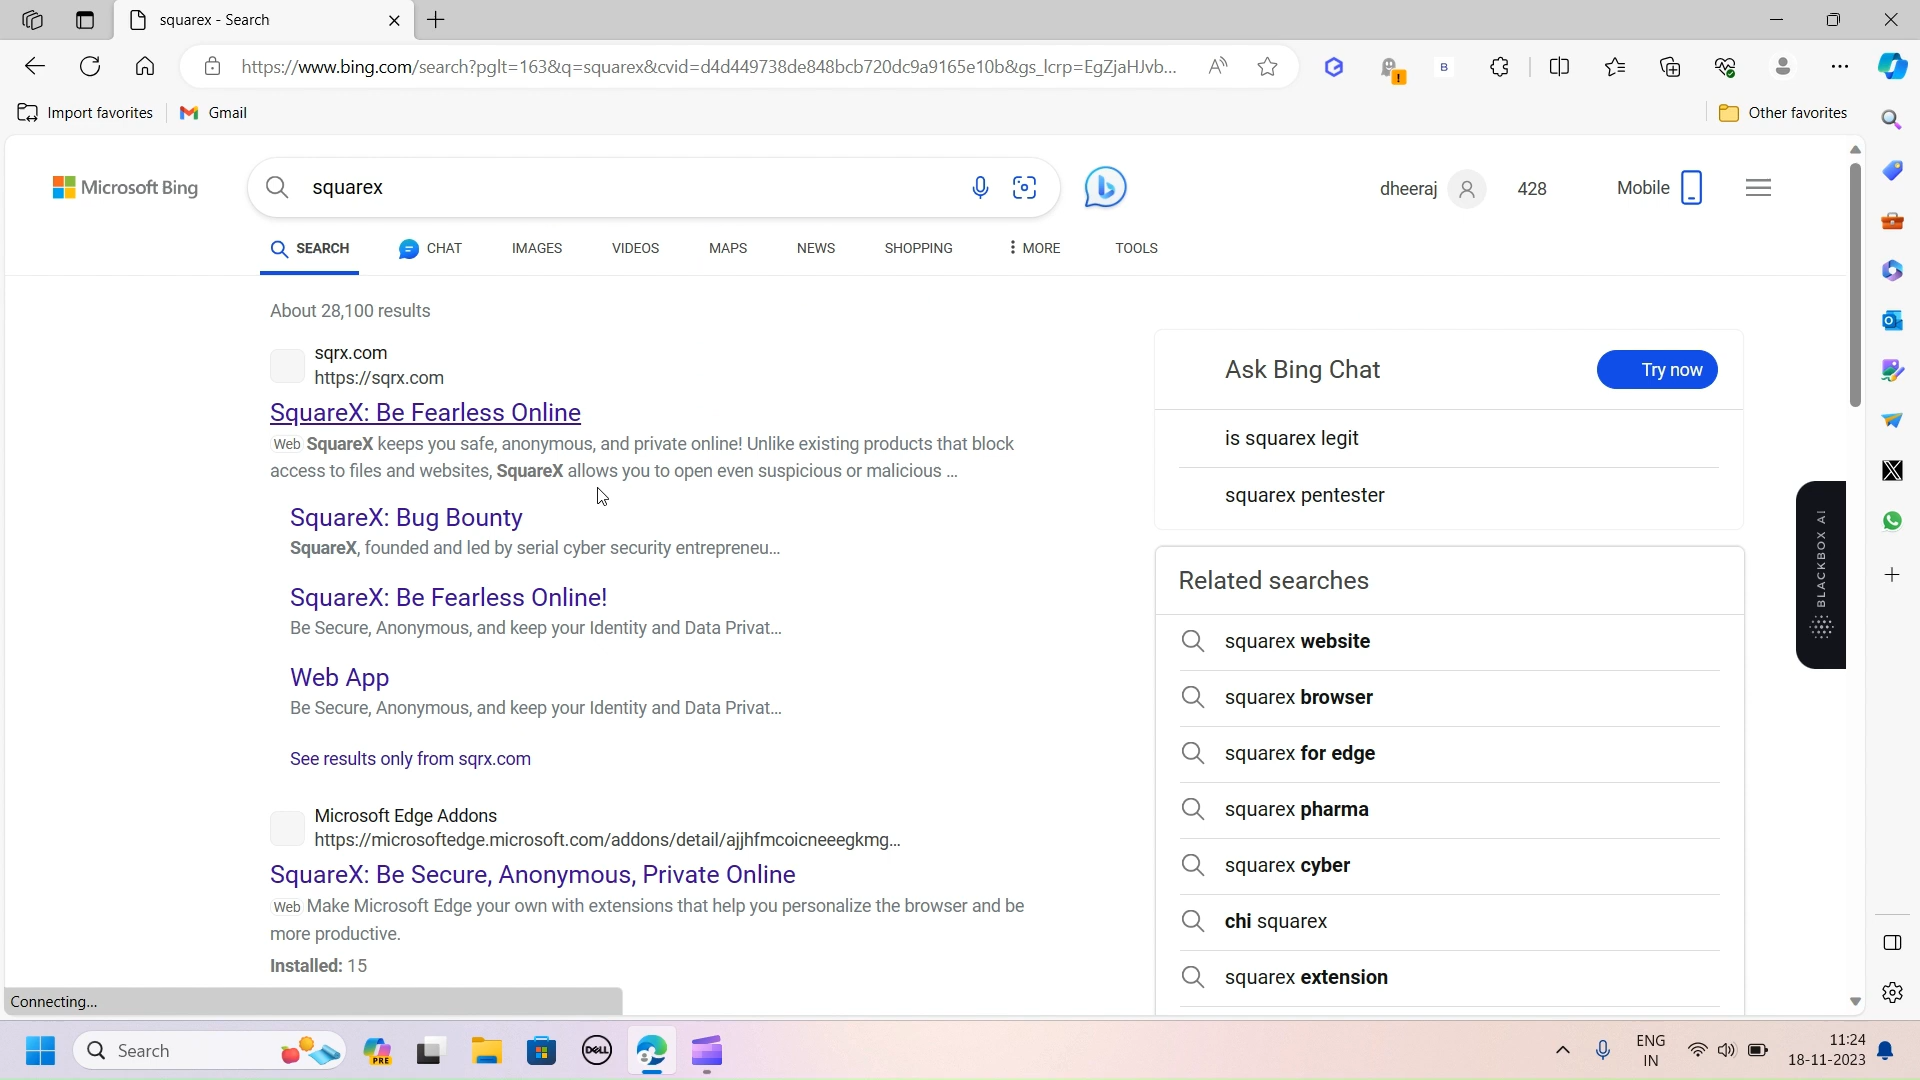 squarex - Search
https://www.bing.com/search?pglt=163&q=squarex&cvid=d4d449738de848bcb720dc9a9165e10b&gs_lcrp=EgZjaHJvb...
B
Import favorites
Gmail
Other favorites
Microsoft Bing
squarex
dheeraj
428
Mobile
SEARCH
CHAT
IMAGES
VIDEOS
MAPS
NEWS
SHOPPING
MORE
TOOLS
About 28,100 results
sqrx.com
https://sqrx.com
SquareX: Be Fearless Online
Web SquareX keeps you safe, anonymous, and private online! Unlike existing products that block
access to files and websites, SquareX allows you to open even suspicious or malicious ...
SquareX: Bug Bounty
SquareX, founded and led by serial cyber security entrepreneu...
SquareX: Be Fearless Online!
Be Secure, Anonymous, and keep your Identity and Data Privat...
Web App
Be Secure, Anonymous, and keep your Identity and Data Privat...
See results only from sqrx.com
Microsoft Edge Addons
https://microsoftedge.microsoft.com/addons/detail/ajjhfmcoicneeegkmg...
SquareX: Be Secure, Anonymous, Private Online
Web Make Microsoft Edge your own with extensions that help you personalize the browser and be
more productive.
Installed: 15
Ask Bing Chat
Try now
is squarex legit
squarex pentester
Related searches
squarex website
squarex browser
squarex for edge
squarex pharma
squarex cyber
chi squarex
squarex extension
BLACKBOX AI
Connecting...
Search
PRE
DELL
ENG
IN
11:24
18-11-2023